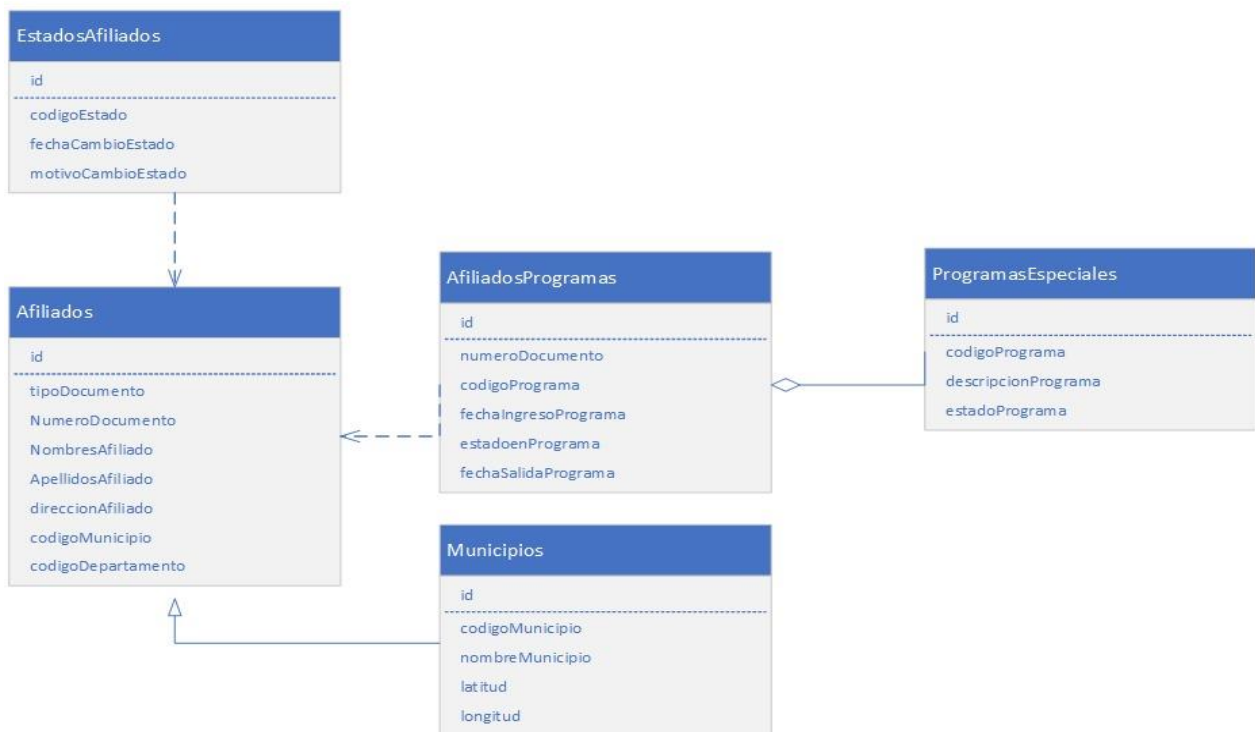 EstadosAfiliados
id
codigoEstado
fechaCambioEstado
motivoCambioEstado
Afiliados
id
tipoDocumento
NumeroDocumento
NombresAfiliado
ApellidosAfiliado
direccionAfiliado
codigoMunicipio
codigoDepartamento
AfiliadosProgramas
id
numeroDocumento
codigoPrograma
fechaIngresoPrograma
estadoenPrograma
fechaSalidaPrograma
ProgramasEspeciales
id
codigoPrograma
descripcionPrograma
estadoPrograma
Municipios
id
codigoMunicipio
nombreMunicipio
latitud
longitud